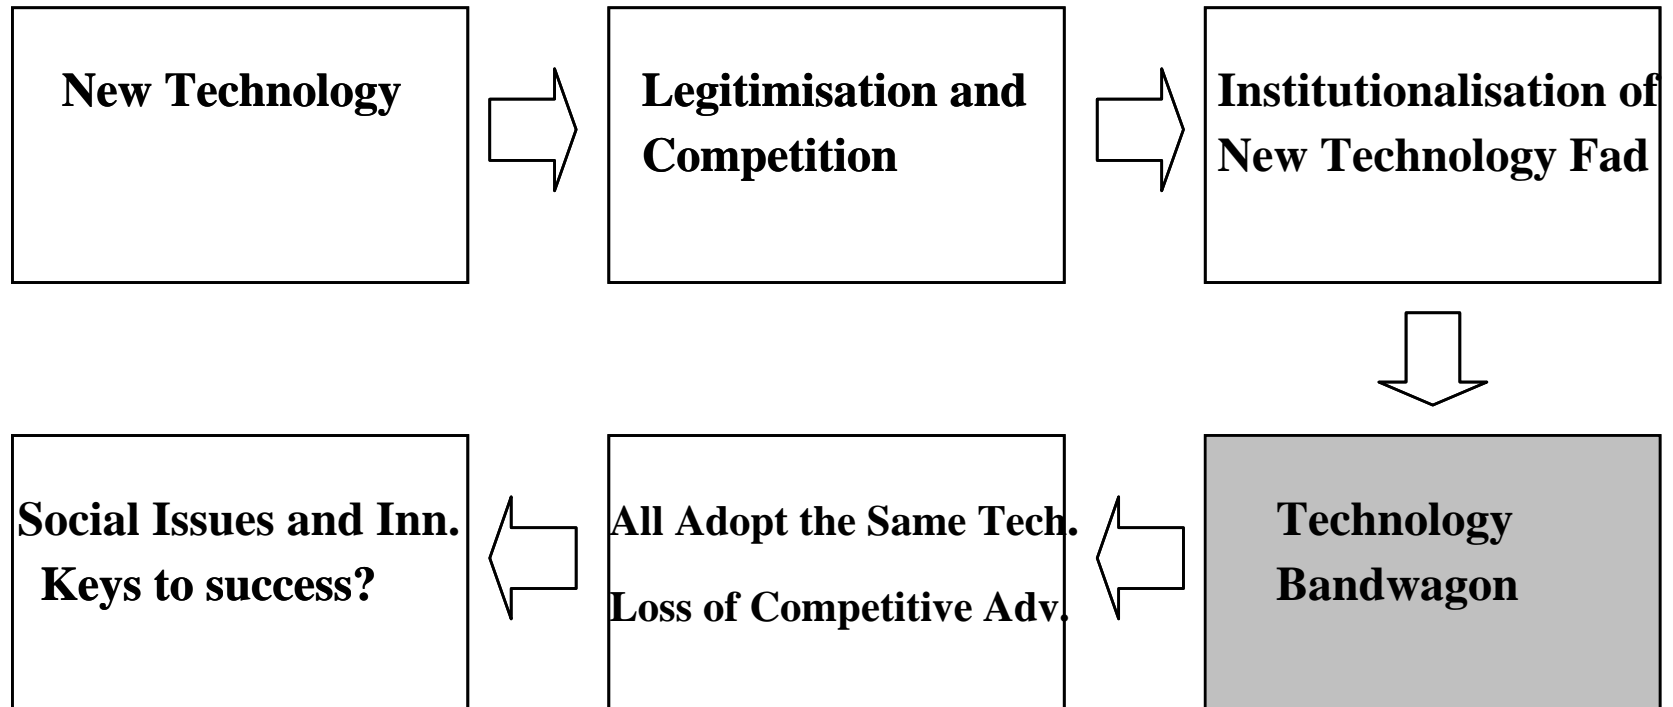 New Technology
Legitimisation and
Competition
Institutionalisation of
New Technology Fad
Technology
Bandwagon
All Adopt the Same Tech.
Loss of Competitive Adv.
Social Issues and Inn.
Keys to success?